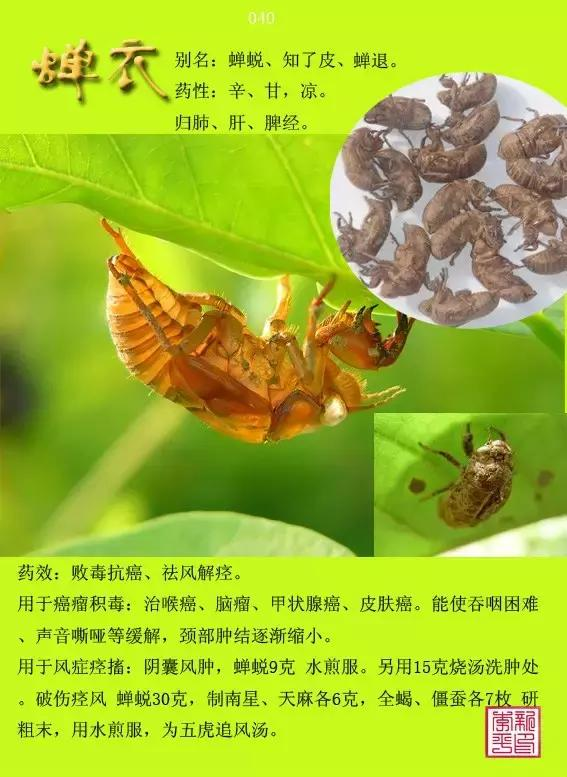 040
蝉衣
别名：蝉蜕、知了皮、蝉退。
药性：辛、甘，凉。
归肺、肝、脾经。
药效：败毒抗癌、祛风解痉。
用于癌瘤积毒：治喉癌、脑瘤、甲状腺癌、皮肤癌。能使吞咽困难
、声音嘶哑等缓解，颈部肿结逐渐缩小。
用于风症痉搐：阴囊风肿，蝉蜕9克 水煎服。另用15克烧汤洗肿处
。破伤痉风 蝉蜕30克，制南星、天麻各6克，全蝎、僵蚕各7枚 研
粗末，用水煎服，为五虎追风汤。